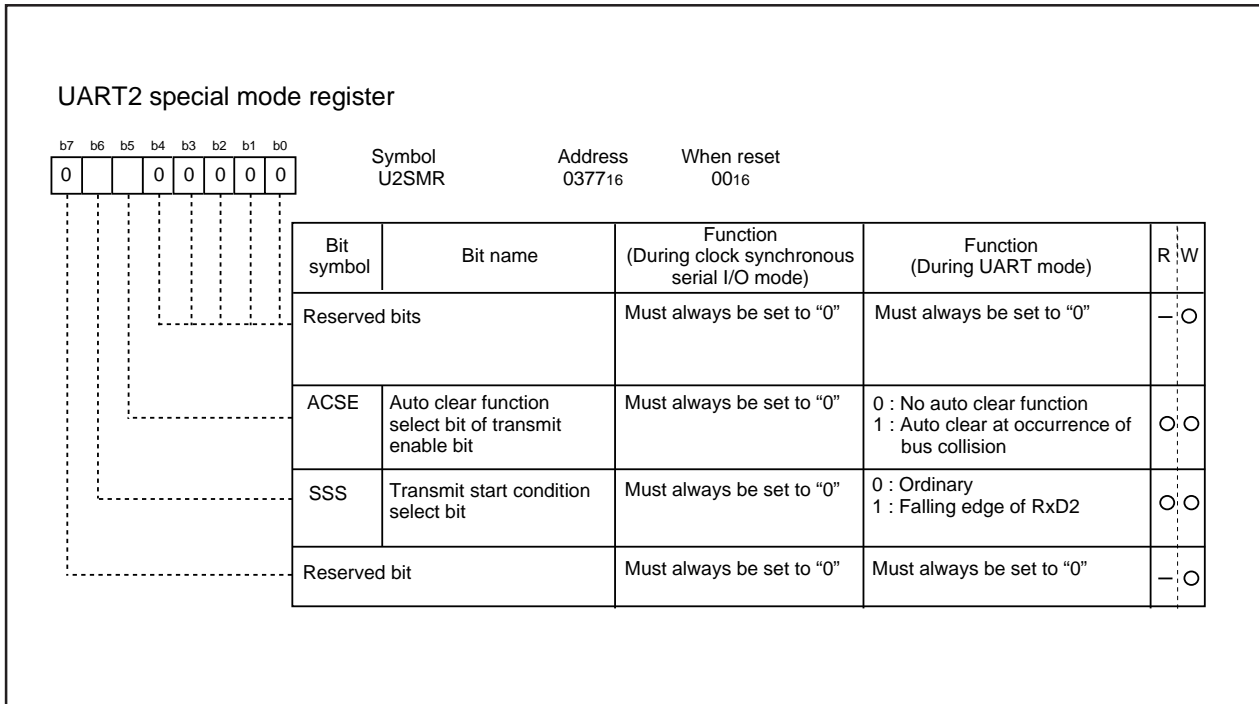 UART2 special mode register
b7 b6 b5 b4 b3 b2 b1 b0
0 0 0 0 0 0
Symbol Address When reset
U2SMR 037716 0016
Bit symbol Bit name Function (During clock synchronous serial I/O mode) Function (During UART mode) R W
Reserved bits Must always be set to “0” Must always be set to “0” – O
ACSE Auto clear function select bit of transmit enable bit Must always be set to “0” 0 : No auto clear function
1 : Auto clear at occurrence of bus collision O O
SSS Transmit start condition select bit Must always be set to “0” 0 : Ordinary
1 : Falling edge of RxD2 O O
Reserved bit Must always be set to “0” Must always be set to “0” – O